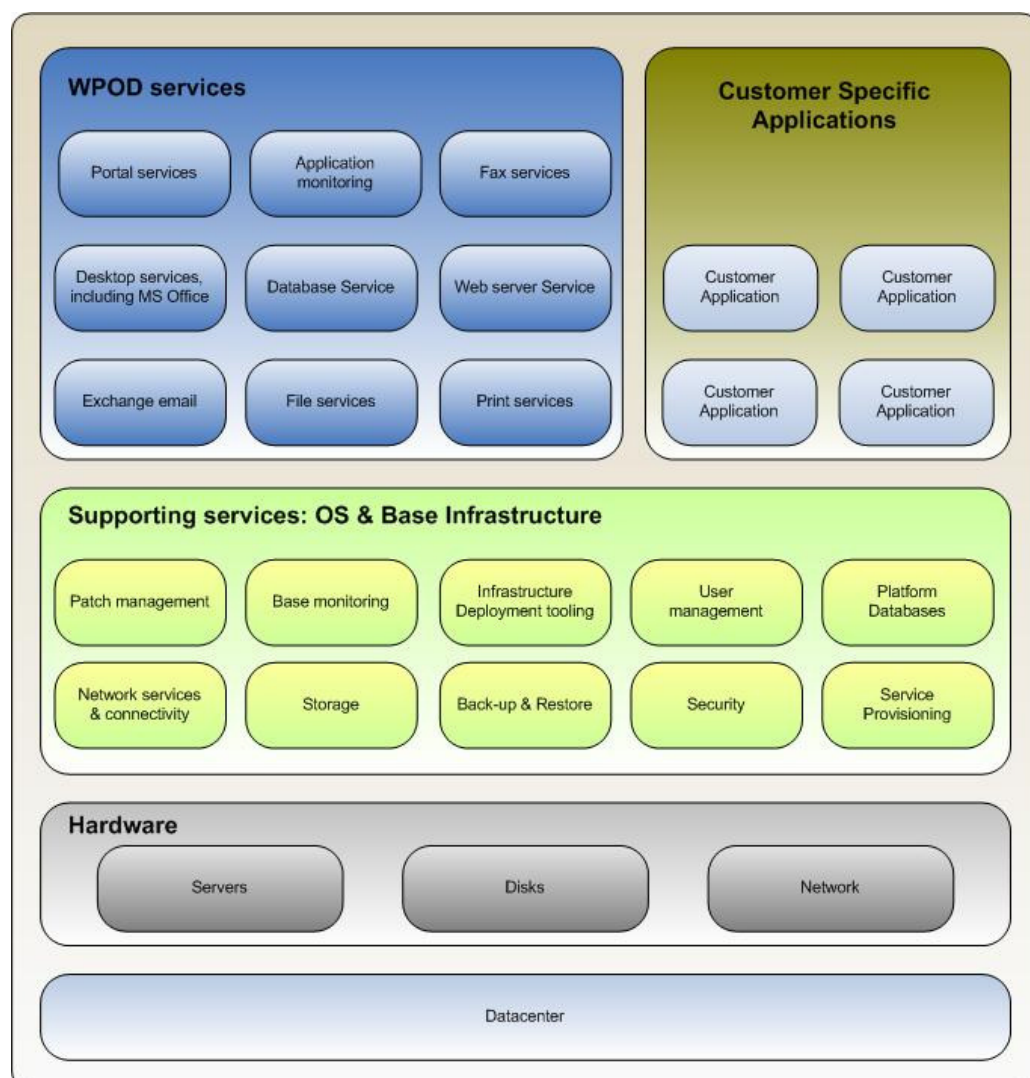 WPOD services
Portal services
Application
monitoring
Fax services
Desktop services,
including MS Office
Database Service
Web server Service
Exchange email
File services
Print services
Customer Specific
Applications
Customer
Application
Customer
Application
Customer
Application
Customer
Application
Supporting services: OS & Base Infrastructure
Patch management
Base monitoring
Infrastructure
Deployment tooling
User
management
Platform
Databases
Network services
& connectivity
Storage
Back-up & Restore
Security
Service
Provisioning
Hardware
Servers
Disks
Network
Datacenter